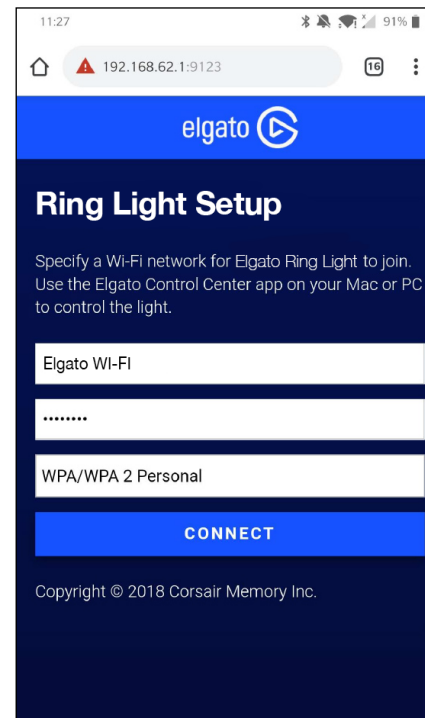 11:27 91%
192.168.62.1:9123 16
elgato
Ring Light Setup
Specify a Wi-Fi network for Elgato Ring Light to join.
Use the Elgato Control Center app on your Mac or PC
to control the light.
Elgato WI-FI
••••••••
WPA/WPA 2 Personal
CONNECT
Copyright © 2018 Corsair Memory Inc.